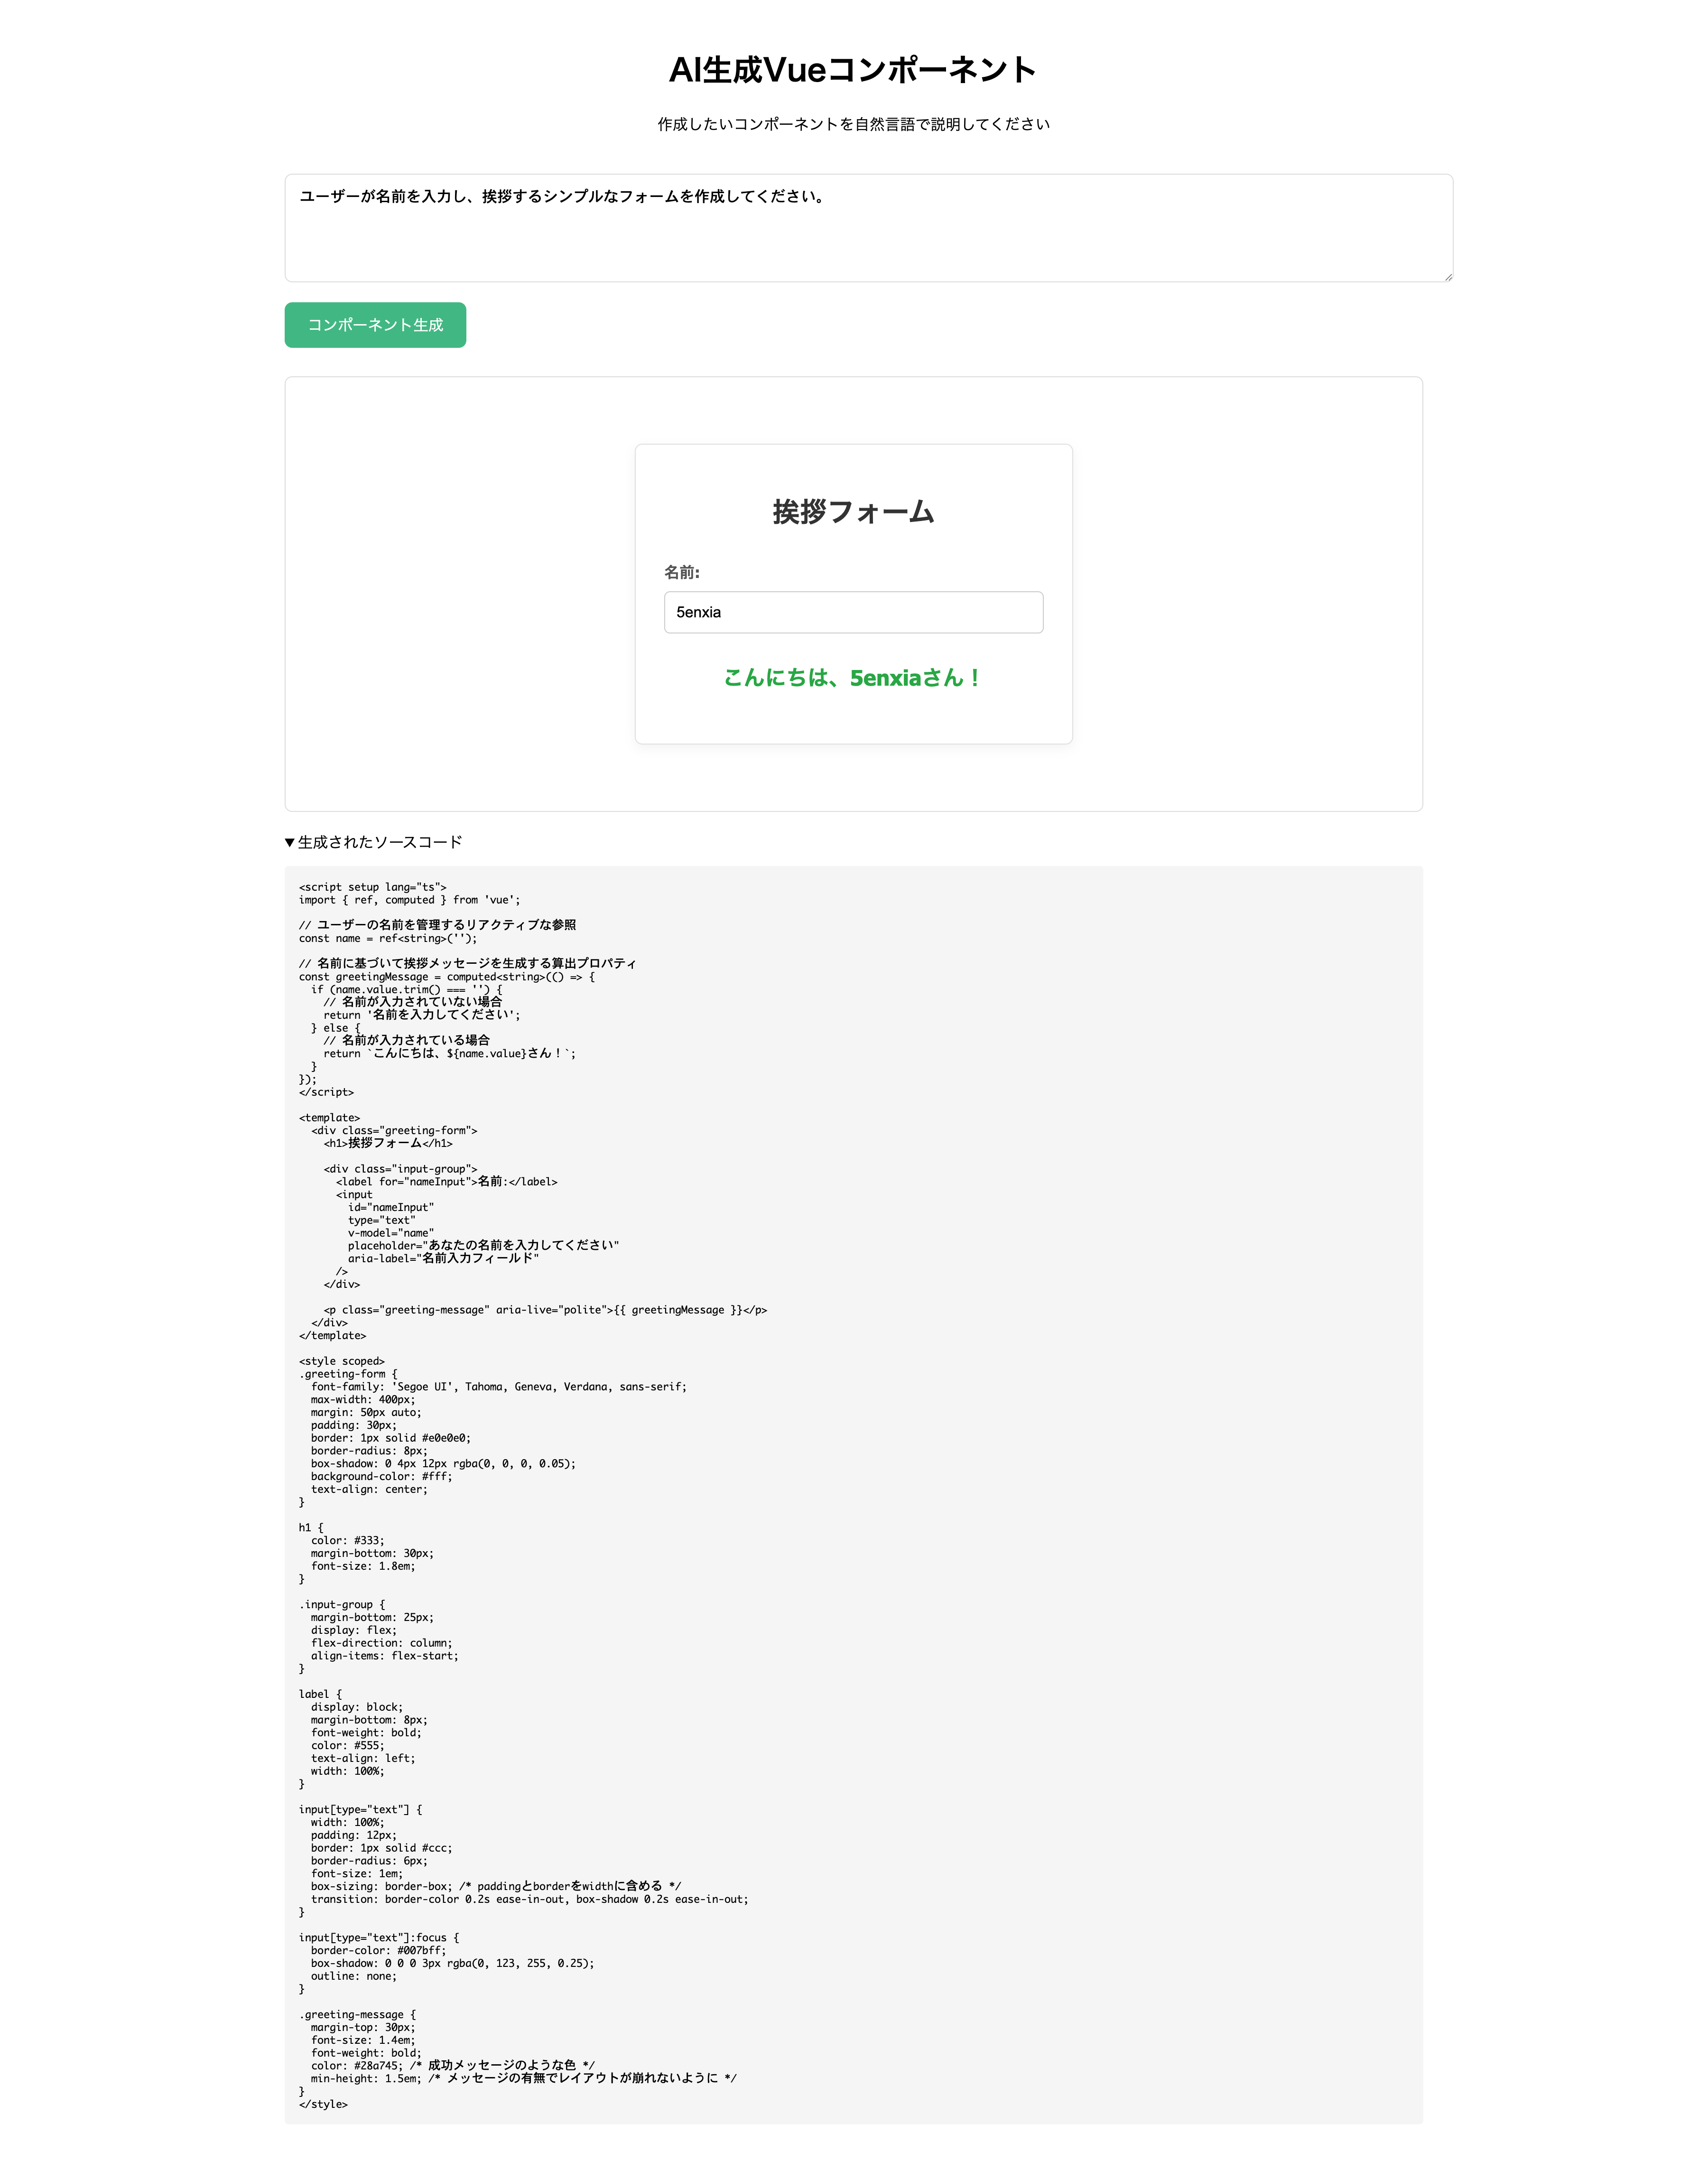 AI生成Vueコンポーネント
作成したいコンポーネントを自然言語で説明してください
ユーザーが名前を入力し、挨拶するシンプルなフォームを作成してください。
コンポーネント生成
挨拶フォーム
名前:
5enxia
こんにちは、5enxiaさん！
▼生成されたソースコード
<script setup lang="ts">
import { ref, computed } from 'vue';

// ユーザーの名前を管理するリアクティブな参照
const name = ref<string>('');

// 名前に基づいて挨拶メッセージを生成する算出プロパティ
const greetingMessage = computed<string>(() => {
  if (name.value.trim() === '') {
    // 名前が入力されていない場合
    return '名前を入力してください';
  } else {
    // 名前が入力されている場合
    return `こんにちは、${name.value}さん！`;
  }
});
</script>

<template>
  <div class="greeting-form">
    <h1>挨拶フォーム</h1>

    <div class="input-group">
      <label for="nameInput">名前:</label>
      <input
        id="nameInput"
        type="text"
        v-model="name"
        placeholder="あなたの名前を入力してください"
        aria-label="名前入力フィールド"
      />
    </div>

    <p class="greeting-message" aria-live="polite">{{ greetingMessage }}</p>
  </div>
</template>

<style scoped>
.greeting-form {
  font-family: 'Segoe UI', Tahoma, Geneva, Verdana, sans-serif;
  max-width: 400px;
  margin: 50px auto;
  padding: 30px;
  border: 1px solid #e0e0e0;
  border-radius: 8px;
  box-shadow: 0 4px 12px rgba(0, 0, 0, 0.05);
  background-color: #fff;
  text-align: center;
}

h1 {
  color: #333;
  margin-bottom: 30px;
  font-size: 1.8em;
}

.input-group {
  margin-bottom: 25px;
  display: flex;
  flex-direction: column;
  align-items: flex-start;
}

label {
  display: block;
  margin-bottom: 8px;
  font-weight: bold;
  color: #555;
  text-align: left;
  width: 100%;
}

input[type="text"] {
  width: 100%;
  padding: 12px;
  border: 1px solid #ccc;
  border-radius: 6px;
  font-size: 1em;
  box-sizing: border-box; /* paddingとborderをwidthに含める */
  transition: border-color 0.2s ease-in-out, box-shadow 0.2s ease-in-out;
}

input[type="text"]:focus {
  border-color: #007bff;
  box-shadow: 0 0 0 3px rgba(0, 123, 255, 0.25);
  outline: none;
}

.greeting-message {
  margin-top: 30px;
  font-size: 1.4em;
  font-weight: bold;
  color: #28a745; /* 成功メッセージのような色 */
  min-height: 1.5em; /* メッセージの有無でレイアウトが崩れないように */
}
</style>